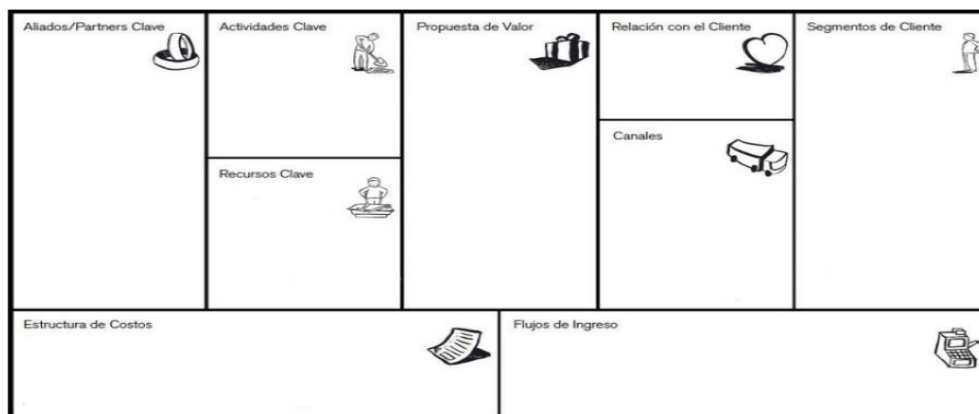 Aliados/Partners Clave
Actividades Clave
Recursos Clave
Propuesta de Valor
Relación con el Cliente
Canales
Segmentos de Cliente
Estructura de Costos
Flujos de Ingreso